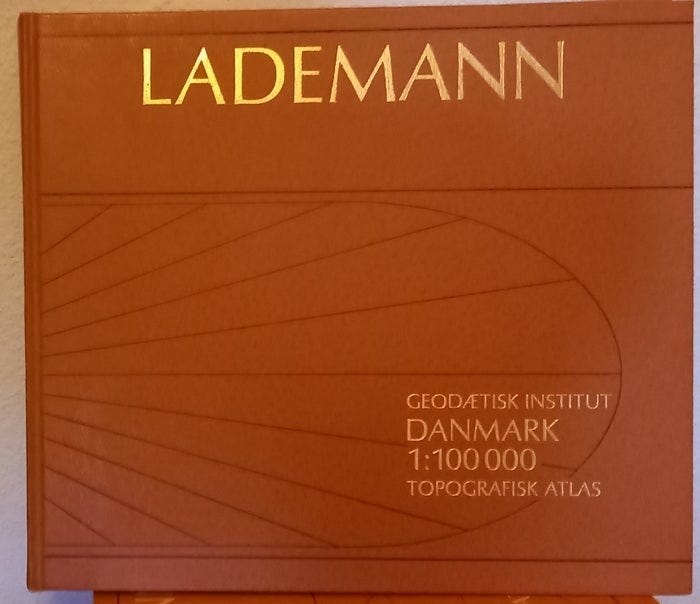 LADEMANN
GEODÆTISK INSTITUT
DANMARK
1:100 000
TOPOGRAFISK ATLAS